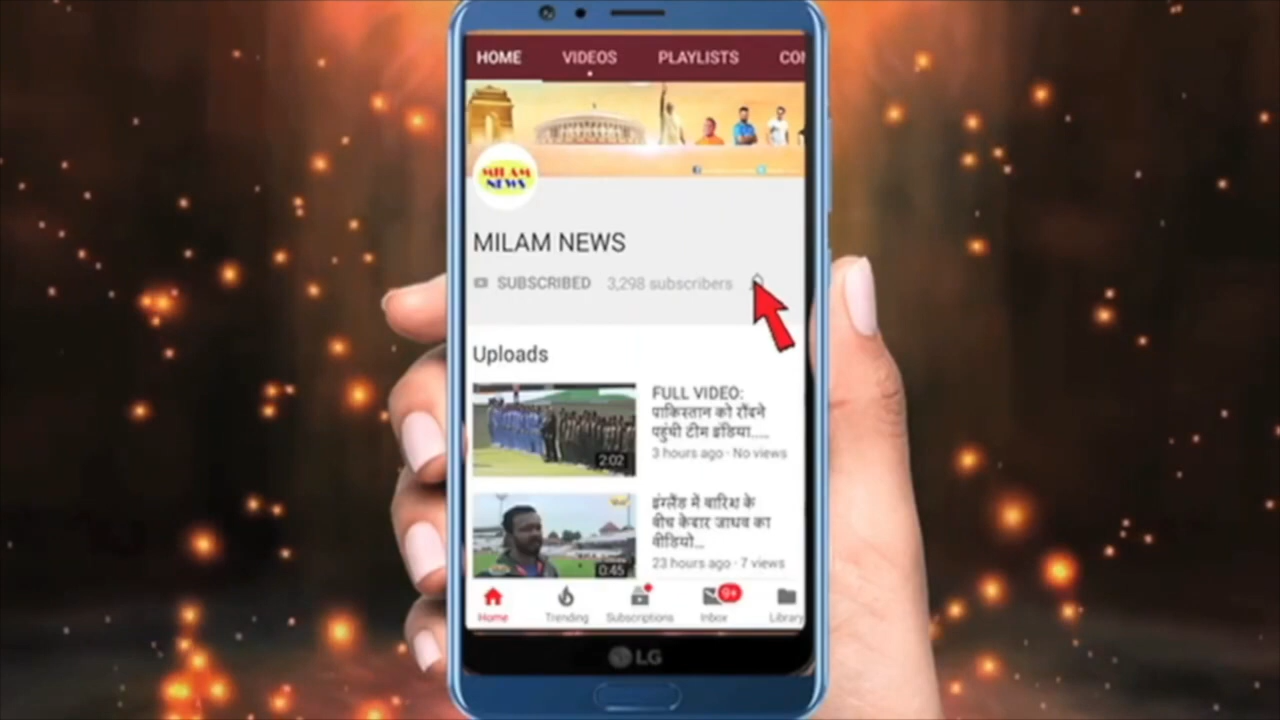 HOME VIDEOS PLAYLISTS COM
MILAM
NEWS
MILAM NEWS
SUBSCRIBED 3,298 subscribers
Uploads
FULL VIDEO:
पाकिस्तान को रौंदने
पहुंची टीम इंडिया.....
3 hours ago · No views
2:02
इंग्लैंड में बारिश के
बीच केदार जाधव का
वीडियो...
23 hours ago · 7 views
0:45
9+
Home Trending Subscriptions Inbox Library
LG